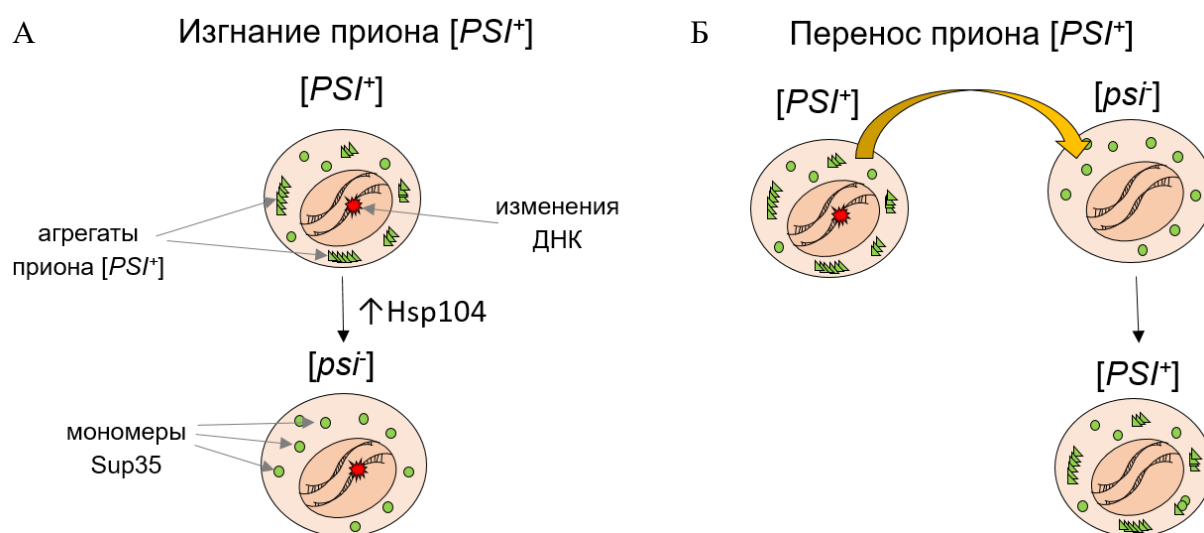 А
Изгнание приона [PSI⁺]
[PSI⁺]
агрегаты
приона [PSI⁺]
изменения
ДНК
↑Hsp104
[psi⁻]
мономеры
Sup35
Б
Перенос приона [PSI⁺]
[PSI⁺]
[psi⁻]
[PSI⁺]